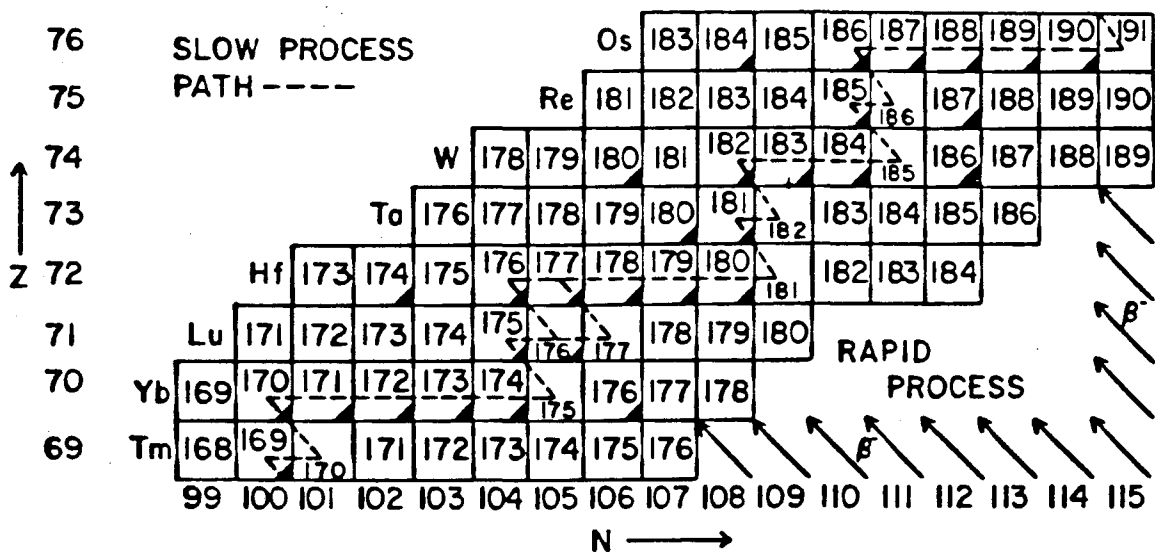 76 SLOW PROCESS Os 183 184 185 186 187 188 189 190 191
PATH ----
75 Re 181 182 183 184 185 186 187 188 189 190
74 W 178 179 180 181 182 183 184 185 186 187 188 189
73 Ta 176 177 178 179 180 181 182 183 184 185 186
Z 72 Hf 173 174 175 176 177 178 179 180 181 182 183 184
β⁻
71 Lu 171 172 173 174 175 176 177 178 179 180
RAPID
PROCESS
70 Yb 169 170 171 172 173 174 175 176 177 178
69 Tm 168 169 170 171 172 173 174 175 176
β⁻
99 100 101 102 103 104 105 106 107 108 109 110 111 112 113 114 115
N